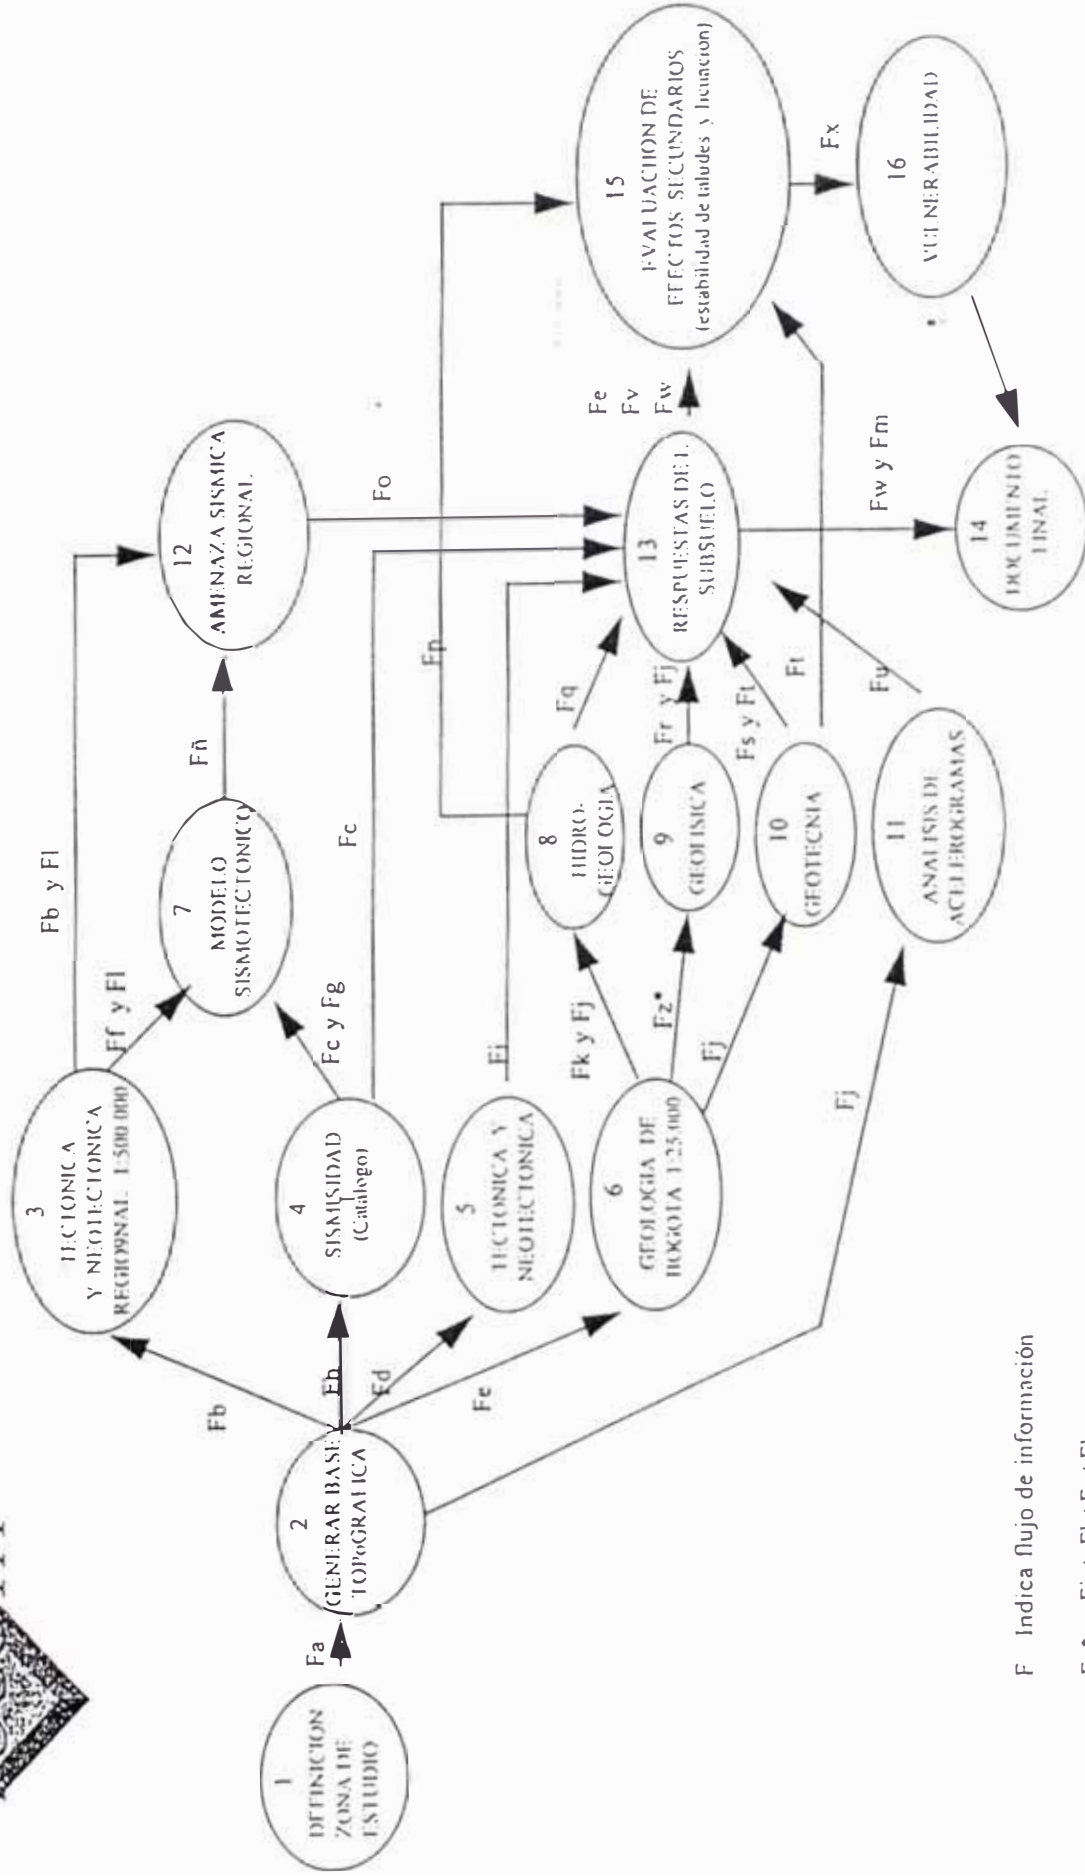 1
DEFINICION
ZONA DE
ESTUDIO
Fa
2
GENERAR BASE
TOPoGRAFICA
Fb
Fb
Fd
Fe
Fj
3
TECTONICA
Y NEOTECTONICA
REGIO9NAL 1:500.000
4
SISMISIDAD
(Catalogo)
5
TECTONICA Y
NEOTECTONICA
6
GEOLOGIA DE
BOGOTA 1:25.000
Fb y Fl
Ff y Fl
Fc y Fg
Fc
Fi
Fk y Fj
Fz*
Fj
7
MODELO
SISMOTECTONICO
8
HIDRO-
GEOLOGIA
9
GEOFISICA
10
GEOTECNIA
11
ANALISIS DE
ACELEROGRAMAS
Fñ
Fp
Fq
Fr y Fj
Fs y Ft
Ft
Fu
12
AMENAZA SISMICA
REGIONAL
Fo
13
RESPUESTAS DEL
SUBSUELO
Fe
Fv
Fw
Fw y Fm
14
DOCUMENTO
FINAL
15
EVALUACIION DE
EFECTOS SECUNDARIOS
(estabilidad de taludes y licuacion)
Fx
16
VULNERABILIDAD
F Indica flujo de información